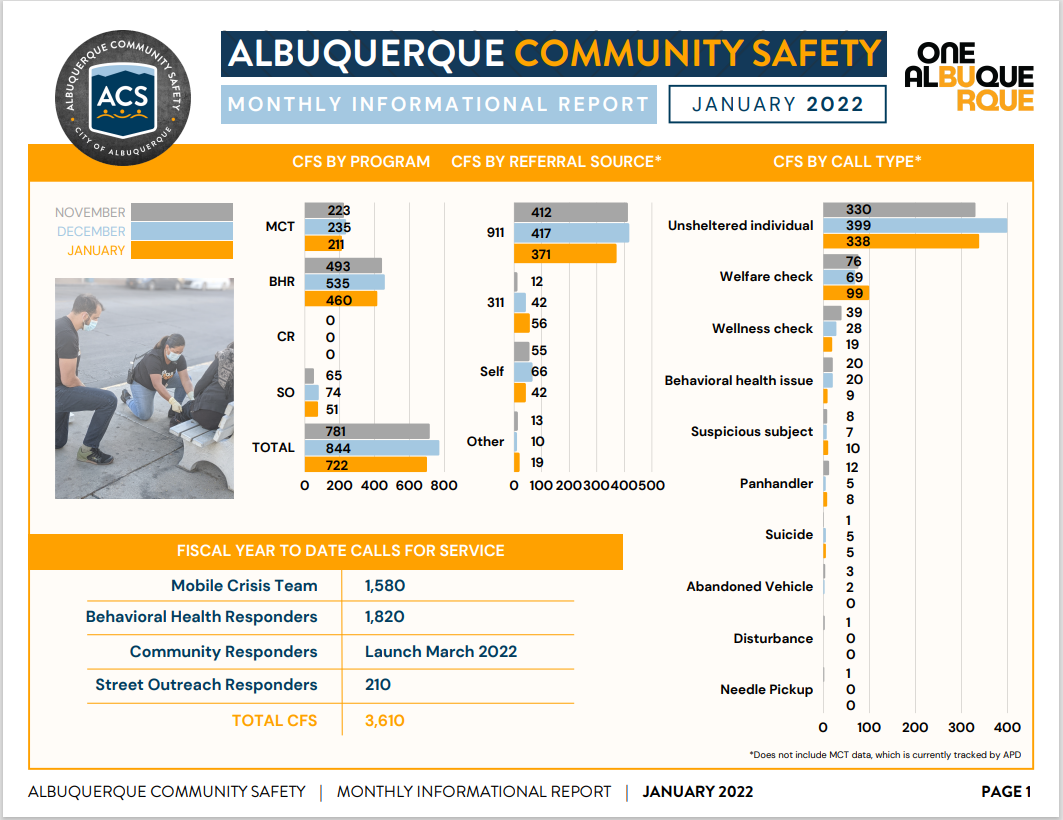 ALBUQUERQUE COMMUNITY SAFETY
ACS
CITY OF ALBUQUERQUE
ALBUQUERQUE COMMUNITY SAFETY
MONTHLY INFORMATIONAL REPORT
JANUARY 2022
ONE
ALBUQUE
RQUE
CFS BY PROGRAM
CFS BY REFERRAL SOURCE*
CFS BY CALL TYPE*
NOVEMBER
DECEMBER
JANUARY
MCT
223
235
211
BHR
493
535
460
CR
0
0
0
SO
65
74
51
TOTAL
781
844
722
0 200 400 600 800
911
412
417
371
311
12
42
56
Self
55
66
42
Other
13
10
19
0 100 200 300 400 500
Unsheltered individual
330
399
338
Welfare check
76
69
99
Wellness check
39
28
19
Behavioral health issue
20
20
9
Suspicious subject
8
7
10
Panhandler
12
5
8
Suicide
1
5
5
Abandoned Vehicle
3
2
0
Disturbance
1
0
0
Needle Pickup
1
0
0
0 100 200 300 400
*Does not include MCT data, which is currently tracked by APD
FISCAL YEAR TO DATE CALLS FOR SERVICE
Mobile Crisis Team 1,580
Behavioral Health Responders 1,820
Community Responders Launch March 2022
Street Outreach Responders 210
TOTAL CFS 3,610
ALBUQUERQUE COMMUNITY SAFETY | MONTHLY INFORMATIONAL REPORT | JANUARY 2022 PAGE 1